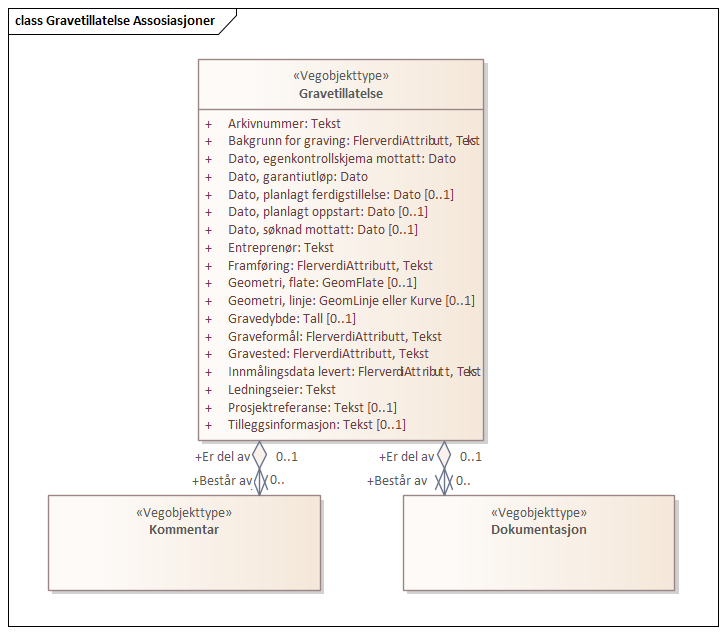 class Gravetillatelse Assosiasjoner
«Vegobjekttype»
Gravetillatelse
+ Arkivnummer: Tekst
+ Bakgrunn for graving: FlerverdiAttributt, Tekst
+ Dato, egenkontrollskjema mottatt: Dato
+ Dato, garantiutløp: Dato
+ Dato, planlagt ferdigstillelse: Dato [0..1]
+ Dato, planlagt oppstart: Dato [0..1]
+ Dato, søknad mottatt: Dato [0..1]
+ Entreprenør: Tekst
+ Framføring: FlerverdiAttributt, Tekst
+ Geometri, flate: GeomFlate [0..1]
+ Geometri, linje: GeomLinje eller Kurve [0..1]
+ Gravedybde: Tall [0..1]
+ Graveformål: FlerverdiAttributt, Tekst
+ Gravested: FlerverdiAttributt, Tekst
+ Innmålingsdata levert: FlerverdiAttributt, Tekst
+ Ledningseier: Tekst
+ Prosjektreferanse: Tekst [0..1]
+ Tilleggsinformasjon: Tekst [0..1]
+Er del av 0..1 +Er del av 0..1
+Består av 0.. +Består av 0..
«Vegobjekttype» «Vegobjekttype»
Kommentar Dokumentasjon